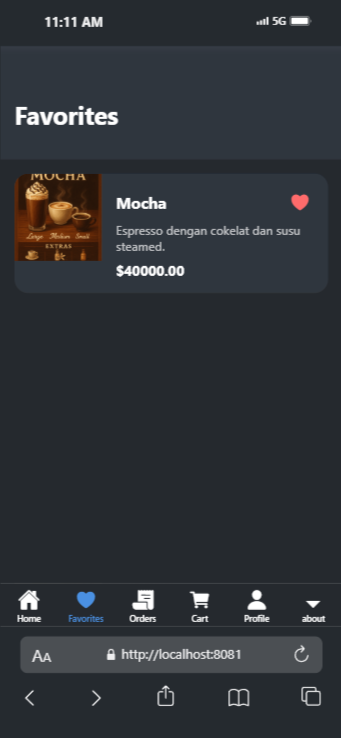 11:11 AM
5G
Favorites
MOCHA
Large Medium Small
EXTRAS
Mocha
Espresso dengan cokelat dan susu
steamed.
$40000.00
Home
Favorites
Orders
Cart
Profile
about
AA
http://localhost:8081